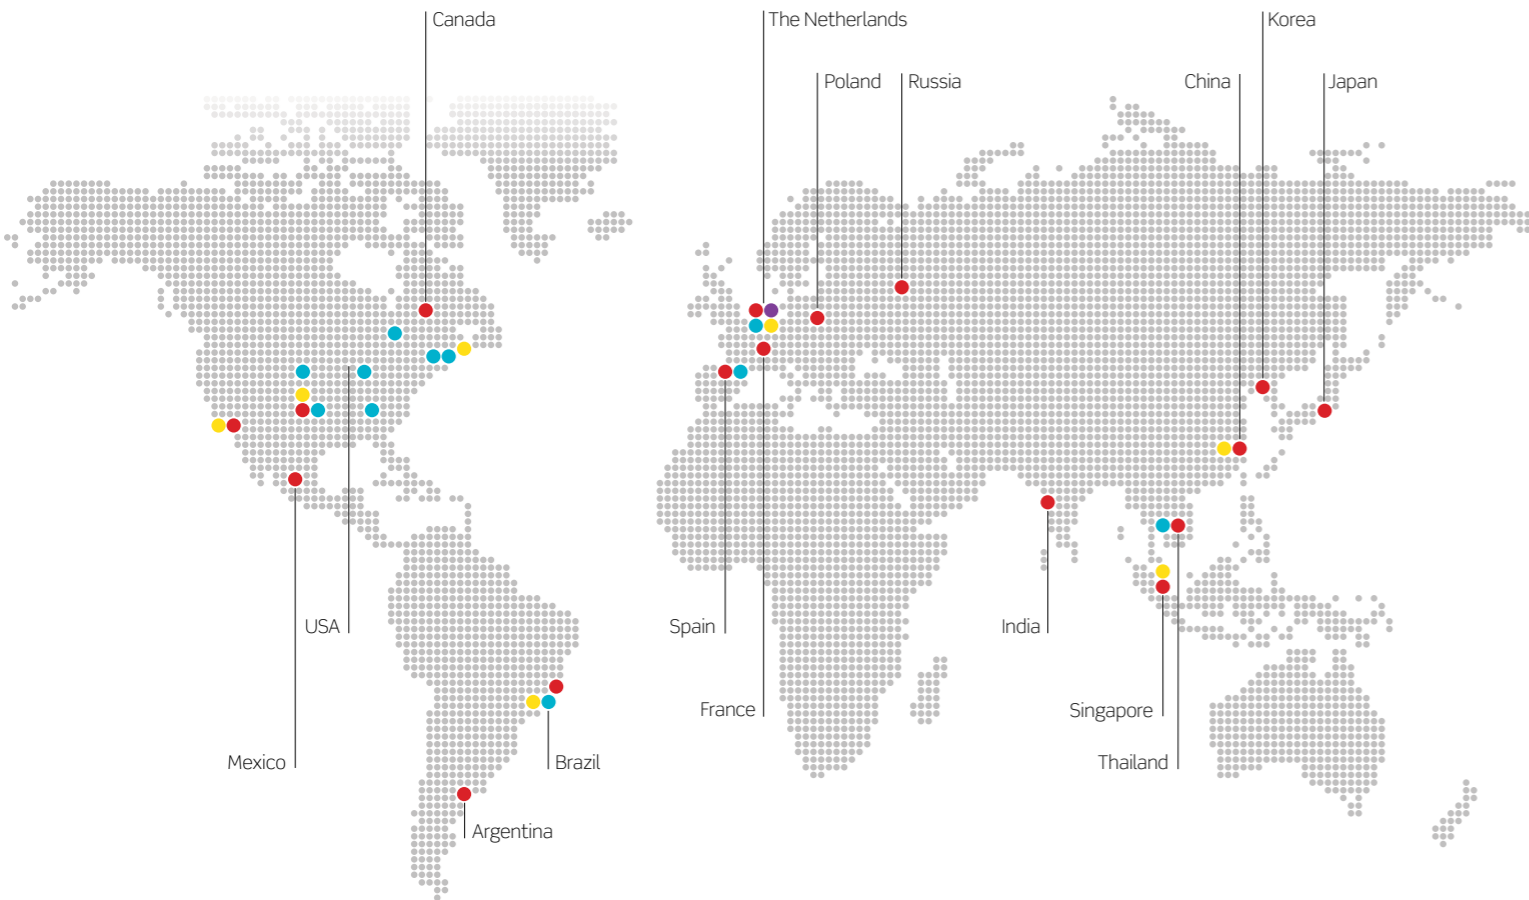 Canada
The Netherlands
Korea
Poland
Russia
China
Japan
USA
Spain
India
France
Singapore
Mexico
Brazil
Thailand
Argentina